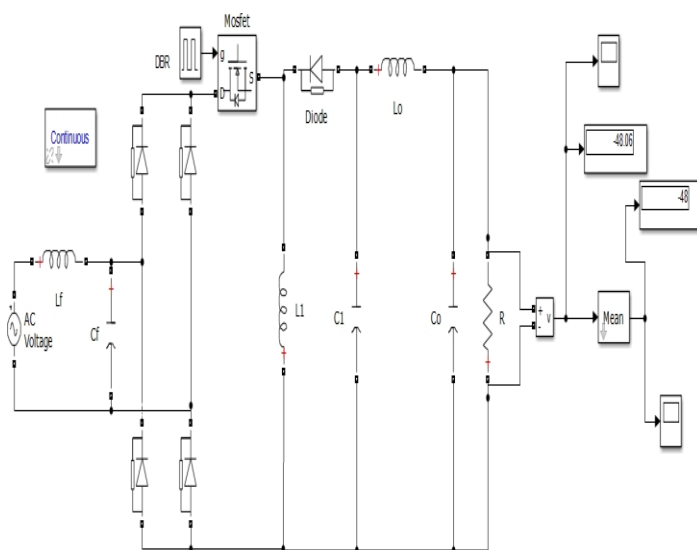 Mosfet
DBR
g
D
S
Diode
Lo
Continuous
-48.06
-48
Lf
AC
Voltage
Cf
L1
C1
Co
R
+
-
v
Mean